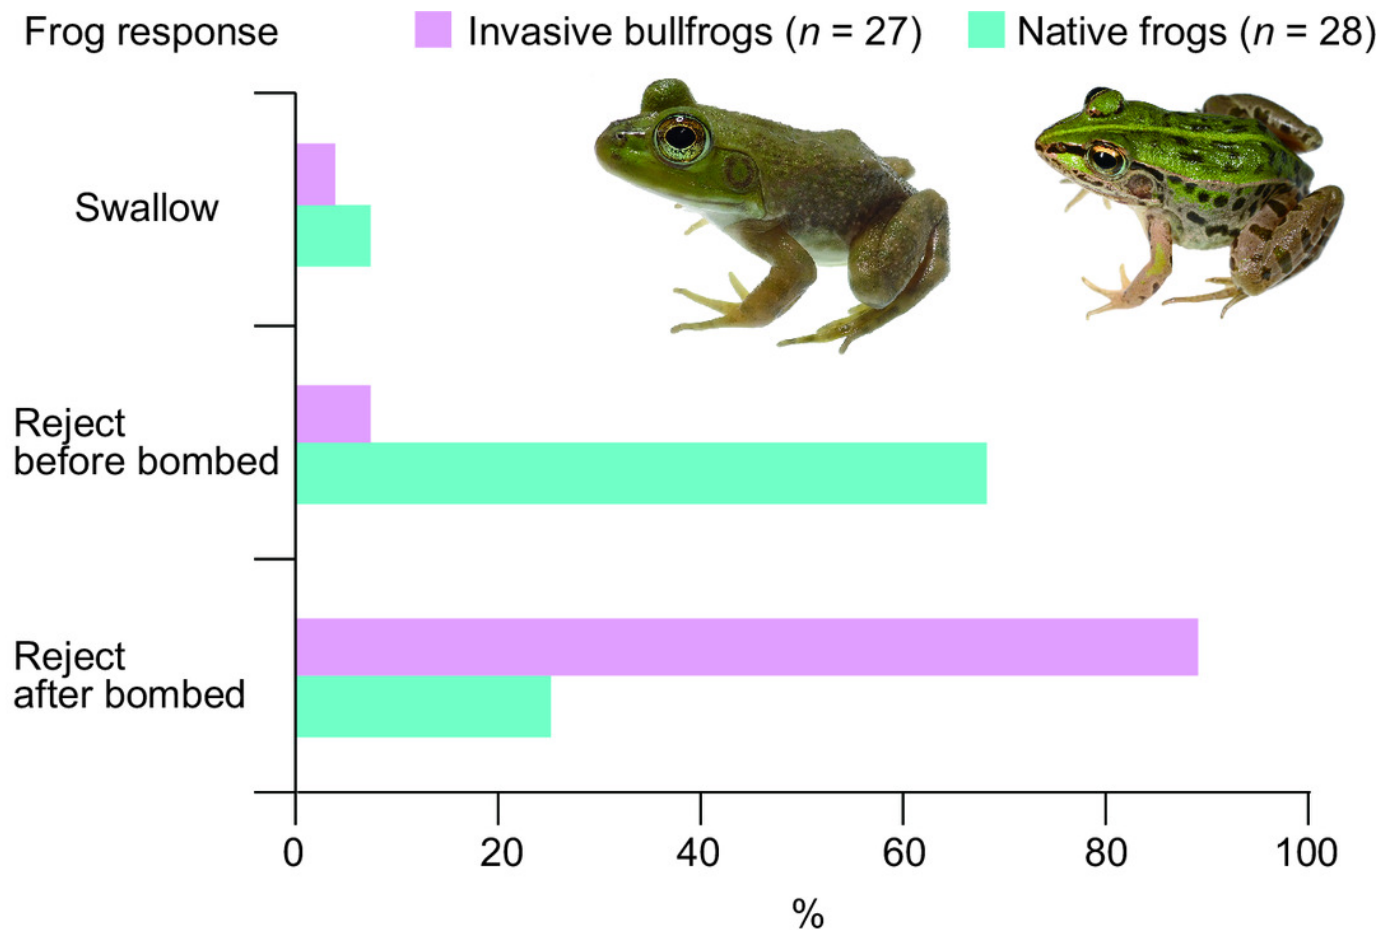 Frog response
Invasive bullfrogs (n = 27)
Native frogs (n = 28)
Swallow
Reject
before bombed
Reject
after bombed
0 20 40 60 80 100
%